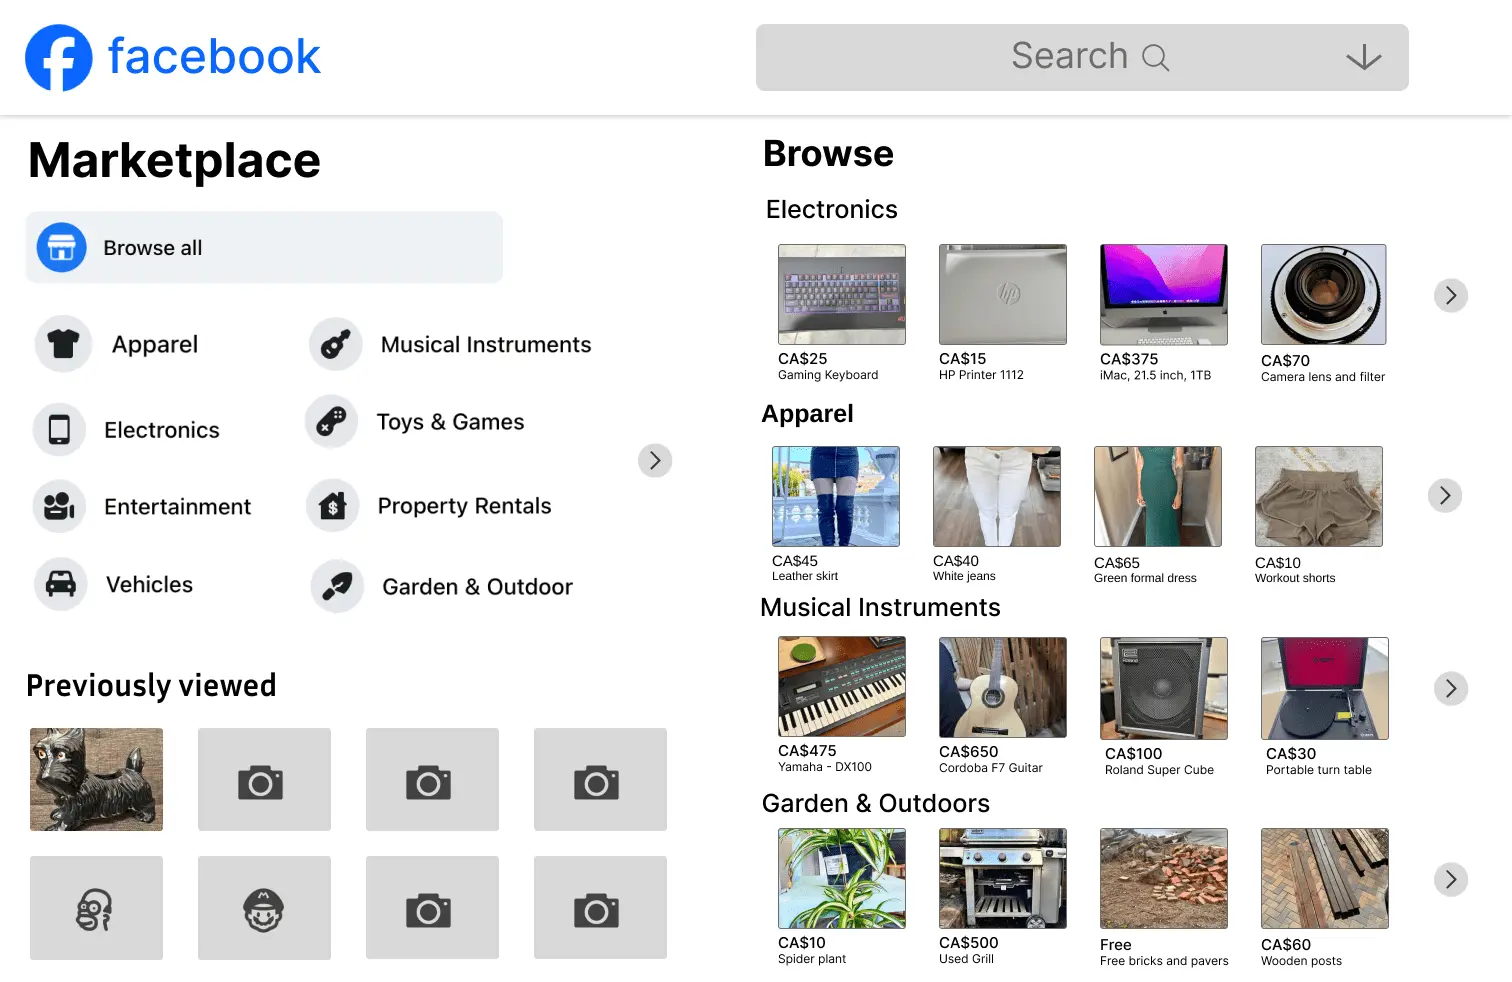 facebook
Search
Marketplace
Browse all
Apparel
Musical Instruments
Electronics
Toys & Games
Entertainment
Property Rentals
Vehicles
Garden & Outdoor
Previously viewed
Browse
Electronics
CA$25
Gaming Keyboard
CA$15
HP Printer 1112
CA$375
iMac, 21.5 inch, 1TB
CA$70
Camera lens and filter
Apparel
CA$45
Leather skirt
CA$40
White jeans
CA$65
Green formal dress
CA$10
Workout shorts
Musical Instruments
CA$475
Yamaha - DX100
CA$650
Cordoba F7 Guitar
CA$100
Roland Super Cube
CA$30
Portable turn table
Garden & Outdoors
CA$10
Spider plant
CA$500
Used Grill
Free
Free bricks and pavers
CA$60
Wooden posts